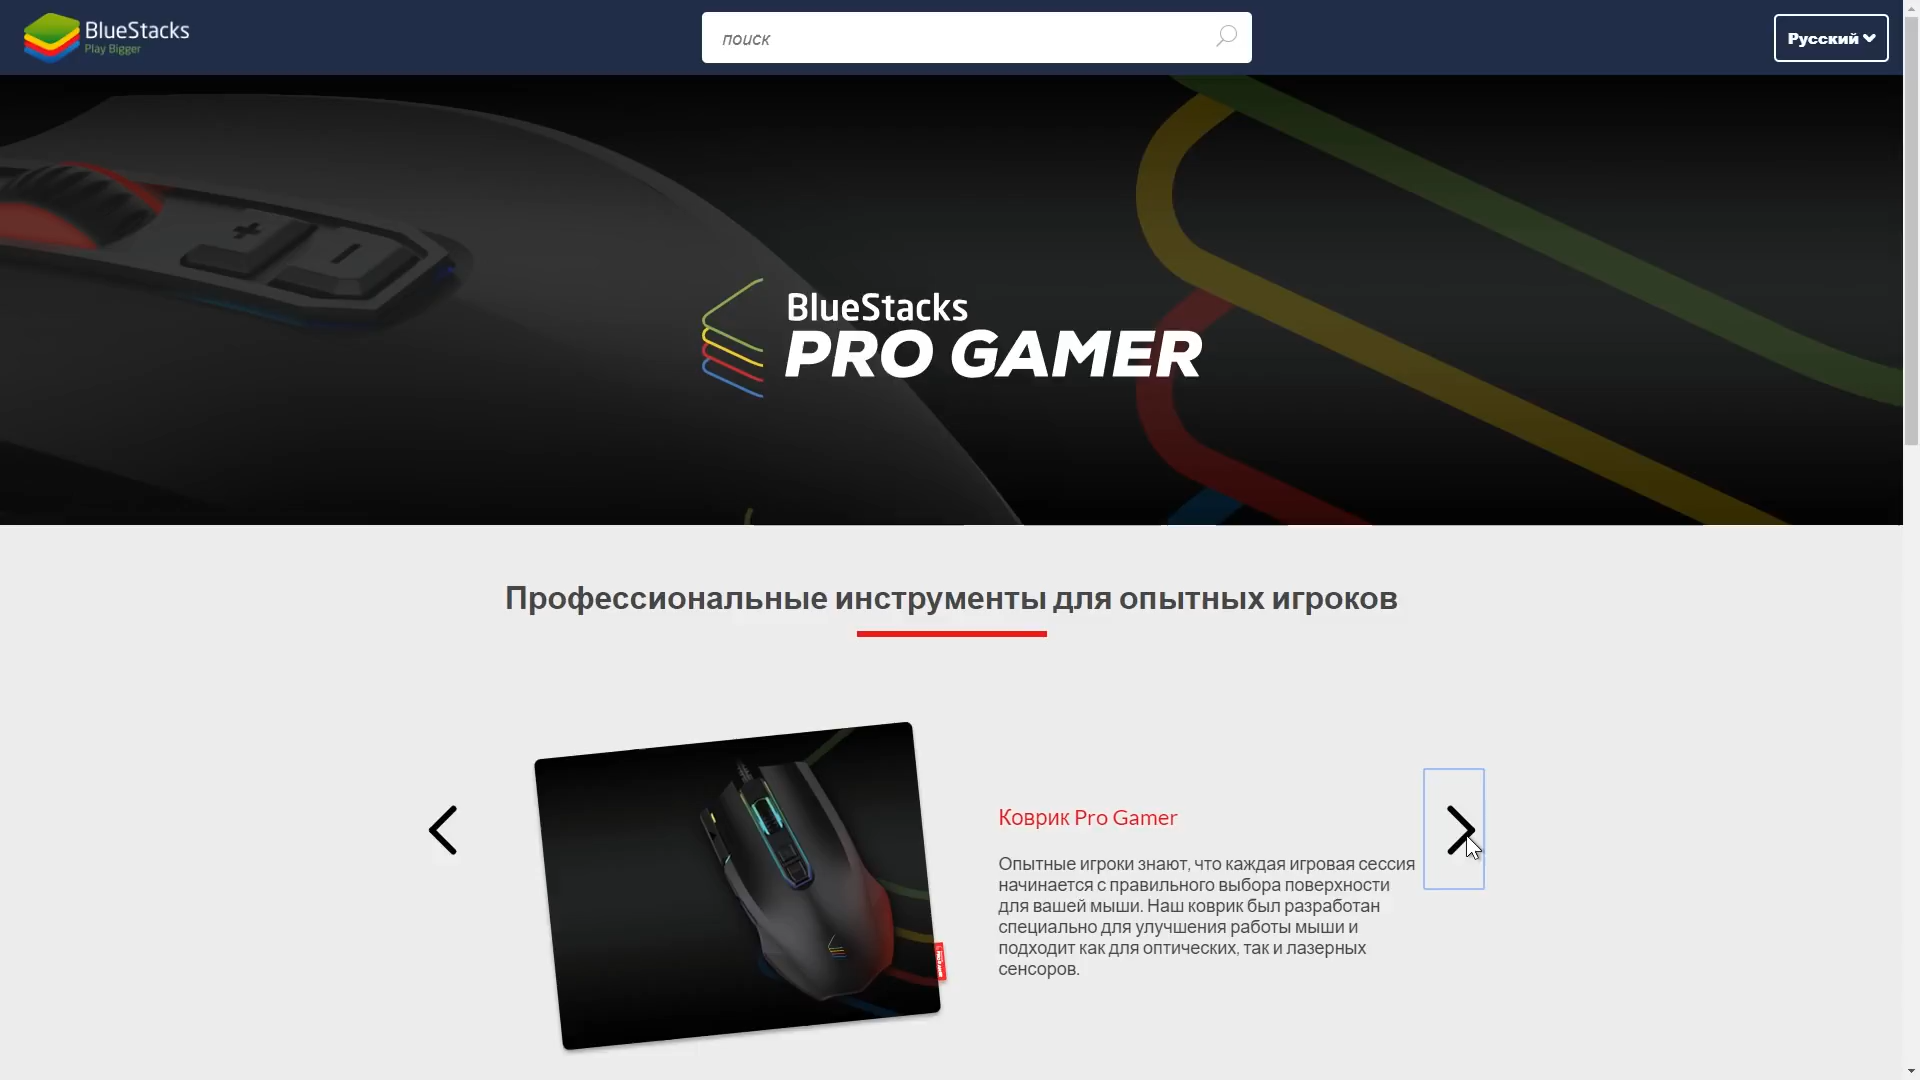 BlueStacks
Play Bigger
поиск
Русский
BlueStacks
PRO GAMER
Профессиональные инструменты для опытных игроков
Коврик Pro Gamer
Опытные игроки знают, что каждая игровая сессия
начинается с правильного выбора поверхности
для вашей мыши. Наш коврик был разработан
специально для улучшения работы мыши и
подходит как для оптических, так и лазерных
сенсоров.